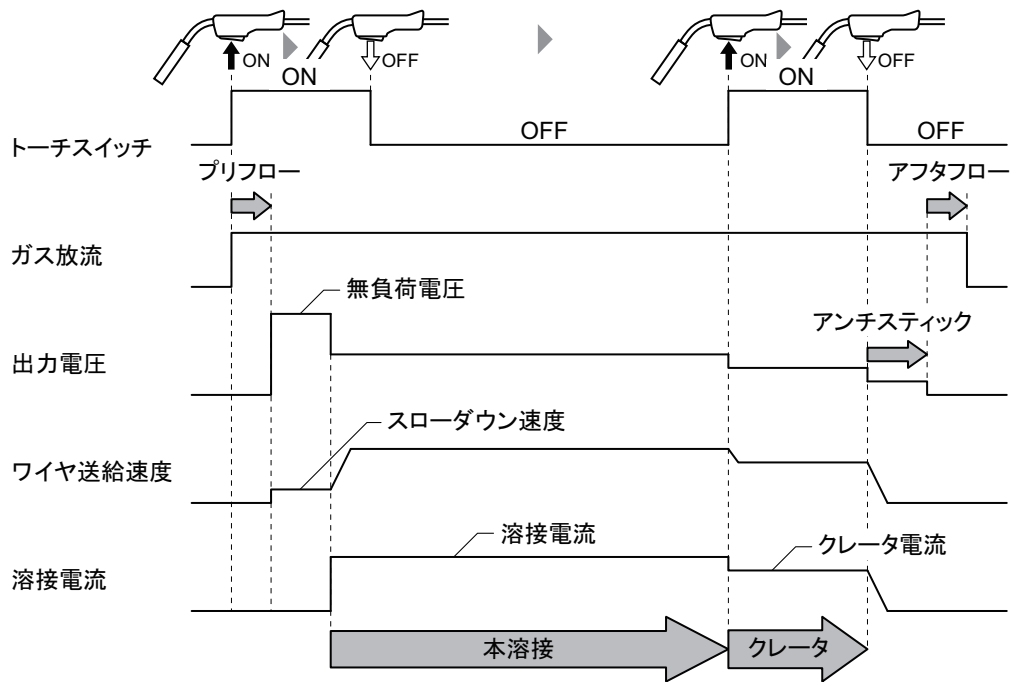 ON
OFF
ON
OFF
ON
ON
トーチスイッチ
OFF
OFF
プリフロー
アフタフロー
ガス放流
無負荷電圧
アンチスティック
出力電圧
スローダウン速度
ワイヤ送給速度
溶接電流
クレータ電流
溶接電流
本溶接
クレータ